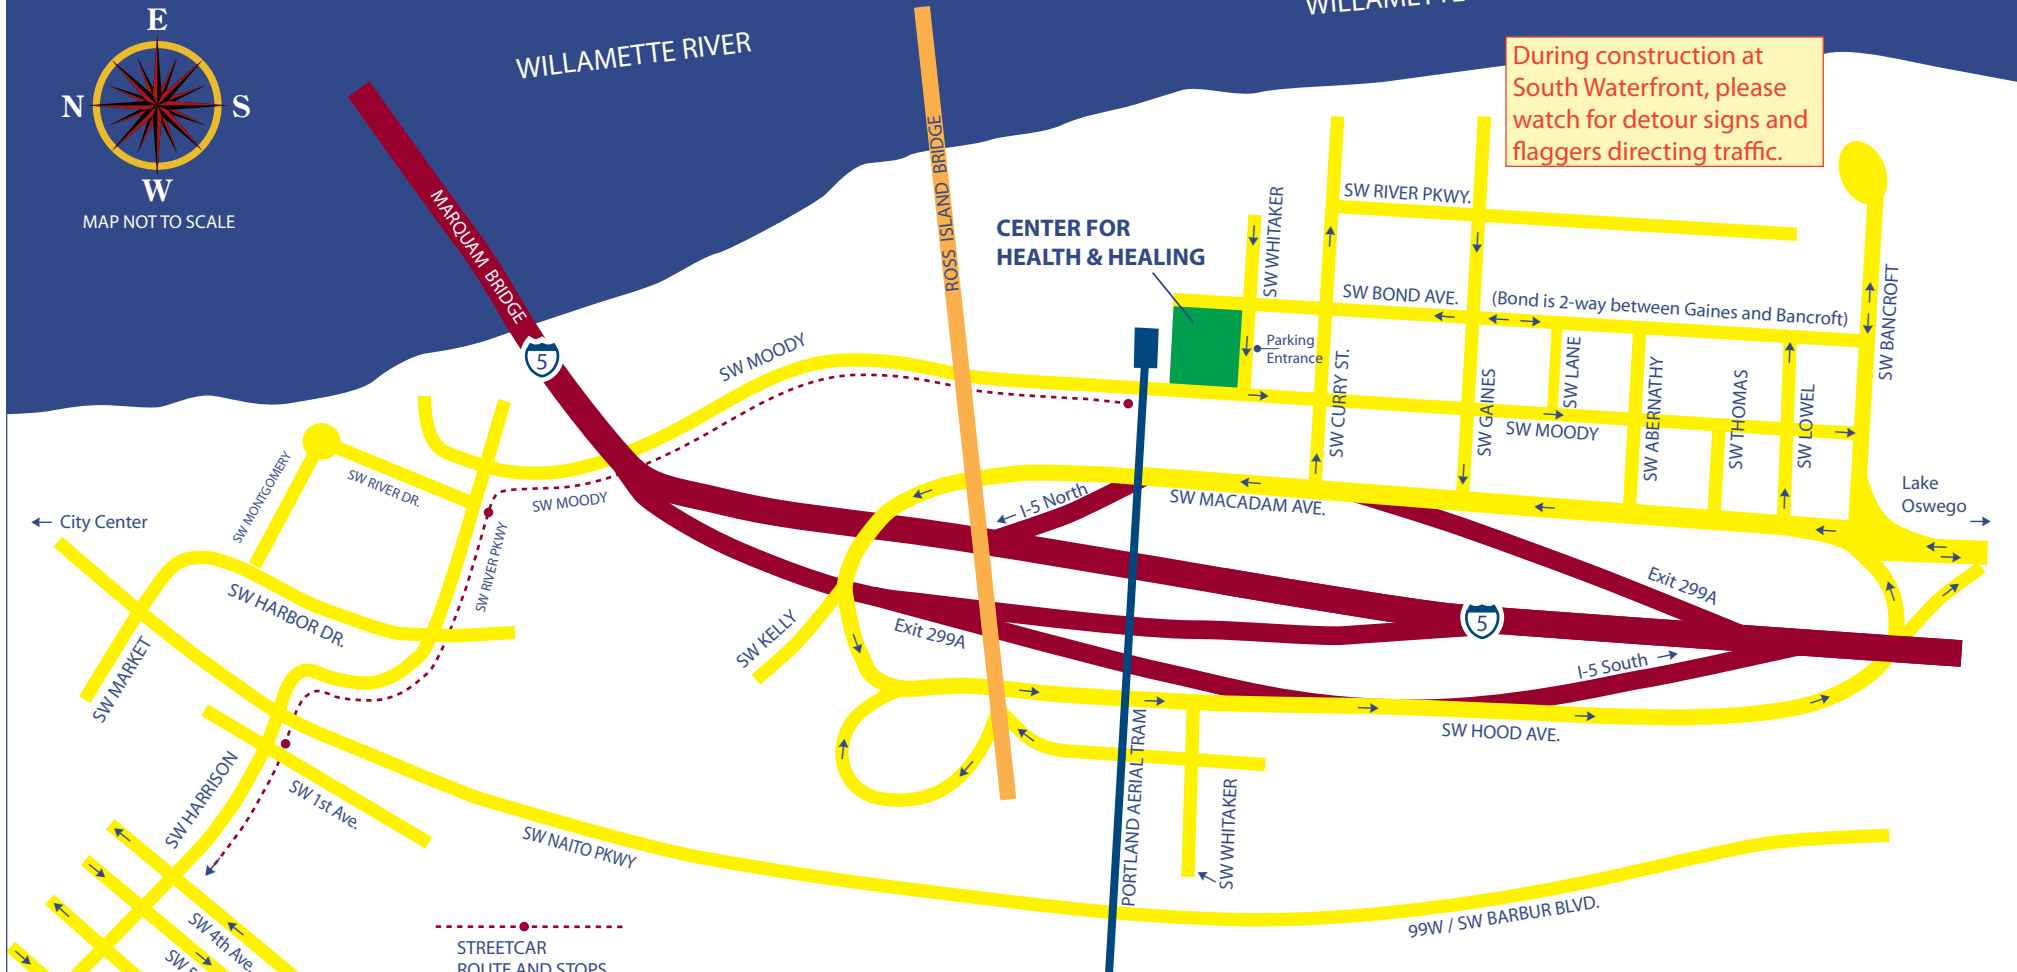 E
N
S
W
MAP NOT TO SCALE
WILLAMETTE RIVER
WILLAMETTE
During construction at
South Waterfront, please
watch for detour signs and
flaggers directing traffic.
MARQUAM BRIDGE
ROSS ISLAND BRIDGE
CENTER FOR
HEALTH & HEALING
SW WHITAKER
SW RIVER PKWY.
SW BOND AVE.
(Bond is 2-way between Gaines and Bancroft)
SW BANCROFT
Parking
Entrance
SW CURRY ST.
SW GAINES
SW LANE
SW ABERNATHY
SW THOMAS
SW LOWEL
SW MOODY
5
SW MOODY
SW MOODY
SW MONTGOMERY
SW RIVER DR.
SW RIVER PKWY
City Center
I-5 North
SW MACADAM AVE.
Lake
Oswego
Exit 299A
5
I-5 South
SW HARBOR DR.
SW MARKET
SW KELLY
Exit 299A
SW HOOD AVE.
SW HARRISON
SW 1st Ave.
SW NAITO PKWY
PORTLAND AERIAL TRAM
SW WHITAKER
99W / SW BARBUR BLVD.
SW 4th Ave.
SW
STREETCAR
ROUTE AND STOPS